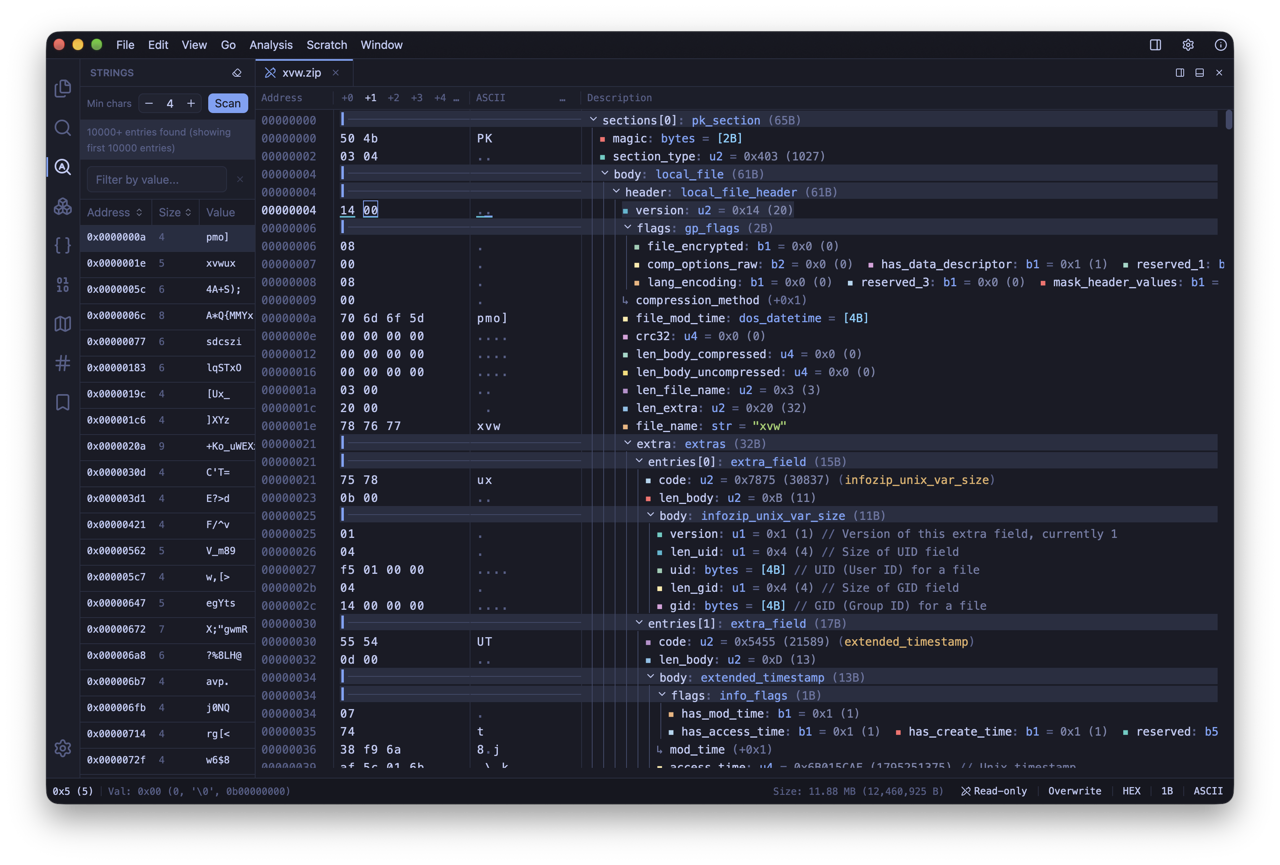 File Edit View Go Analysis Scratch Window
STRINGS
xvw.zip
Min chars 4 Scan
10000+ entries found (showing
first 10000 entries)
Filter by value...
Address Size Value
0x0000000a 4 pmo]
0x0000001e 5 xvwux
0x0000005c 6 4A+S);
0x0000006c 8 A*Q{MMYx
0x00000077 6 sdcszi
0x00000183 6 lqSTxO
0x0000019c 4 [Ux_
0x000001c6 4 ]XYz
0x0000020a 9 +Ko_uWEX
0x0000030d 4 C'T=
0x000003d1 4 E?>d
0x00000421 4 F/^v
0x00000562 5 V_m89
0x000005c7 4 w,[>
0x00000647 5 egYts
0x00000672 7 X;"gwmR
0x000006a8 6 ?%8LH@
0x000006b7 4 avp.
0x000006fb 4 j0NQ
0x00000714 4 rg[<
0x0000072f 4 w6$8
Address +0 +1 +2 +3 +4 … ASCII … Description
00000000 sections[0]: pk_section (65B)
00000000 50 4b PK magic: bytes = [2B]
00000002 03 04 .. section_type: u2 = 0x403 (1027)
00000004 body: local_file (61B)
00000004 header: local_file_header (61B)
00000004 14 00 .. version: u2 = 0x14 (20)
00000006 flags: gp_flags (2B)
00000006 08 . file_encrypted: b1 = 0x0 (0)
00000007 00 . comp_options_raw: b2 = 0x0 (0) has_data_descriptor: b1 = 0x1 (1) reserved_1: b
00000008 08 . lang_encoding: b1 = 0x0 (0) reserved_3: b1 = 0x0 (0) mask_header_values: b1 =
00000009 00 . ↳ compression_method (+0x1)
0000000a 70 6d 6f 5d pmo] file_mod_time: dos_datetime = [4B]
0000000e 00 00 00 00 .... crc32: u4 = 0x0 (0)
00000012 00 00 00 00 .... len_body_compressed: u4 = 0x0 (0)
00000016 00 00 00 00 .... len_body_uncompressed: u4 = 0x0 (0)
0000001a 03 00 .. len_file_name: u2 = 0x3 (3)
0000001c 20 00 . len_extra: u2 = 0x20 (32)
0000001e 78 76 77 xvw file_name: str = "xvw"
00000021 extra: extras (32B)
00000021 entries[0]: extra_field (15B)
00000021 75 78 ux code: u2 = 0x7875 (30837) (infozip_unix_var_size)
00000023 0b 00 .. len_body: u2 = 0xB (11)
00000025 body: infozip_unix_var_size (11B)
00000025 01 . version: u1 = 0x1 (1) // Version of this extra field, currently 1
00000026 04 . len_uid: u1 = 0x4 (4) // Size of UID field
00000027 f5 01 00 00 .... uid: bytes = [4B] // UID (User ID) for a file
0000002b 04 . len_gid: u1 = 0x4 (4) // Size of GID field
0000002c 14 00 00 00 .... gid: bytes = [4B] // GID (Group ID) for a file
00000030 entries[1]: extra_field (17B)
00000030 55 54 UT code: u2 = 0x5455 (21589) (extended_timestamp)
00000032 0d 00 .. len_body: u2 = 0xD (13)
00000034 body: extended_timestamp (13B)
00000034 flags: info_flags (1B)
00000034 07 . has_mod_time: b1 = 0x1 (1)
00000035 74 t has_access_time: b1 = 0x1 (1) has_create_time: b1 = 0x1 (1) reserved: b5
00000036 38 f9 6a 8.j ↳ mod_time (+0x1)
00000039 af 5c 01 6b .\.k access_time: u4 = 0x6B015CAF (1795251375) // Unix timestamp
0x5 (5) Val: 0x00 (0, '\0', 0b00000000) Size: 11.88 MB (12,460,925 B) Read-only Overwrite HEX 1B ASCII